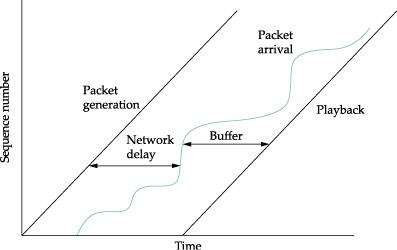 Packet
arrival
Packet
generation
Playback
Network
delay
Buffer
Sequence number
Time